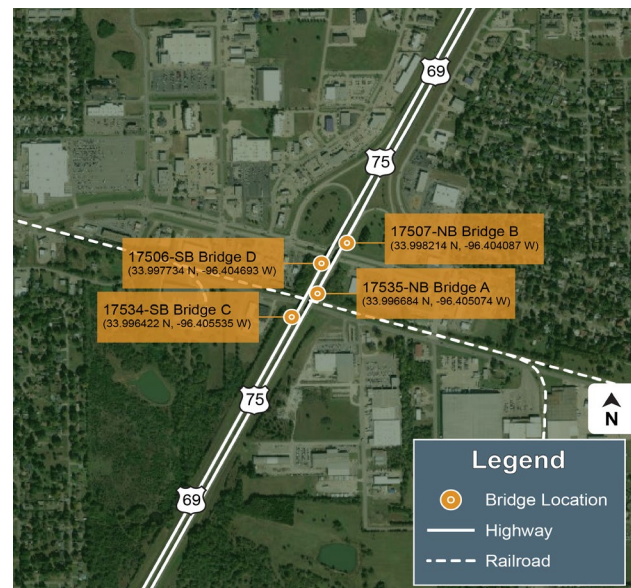 69
75
17507-NB Bridge B
(33.998214 N, -96.404087 W)
17506-SB Bridge D
(33.997734 N, -96.404693 W)
17535-NB Bridge A
(33.996684 N, -96.405074 W)
17534-SB Bridge C
(33.996422 N, -96.405535 W)
75
69
N
Legend
Bridge Location
Highway
Railroad